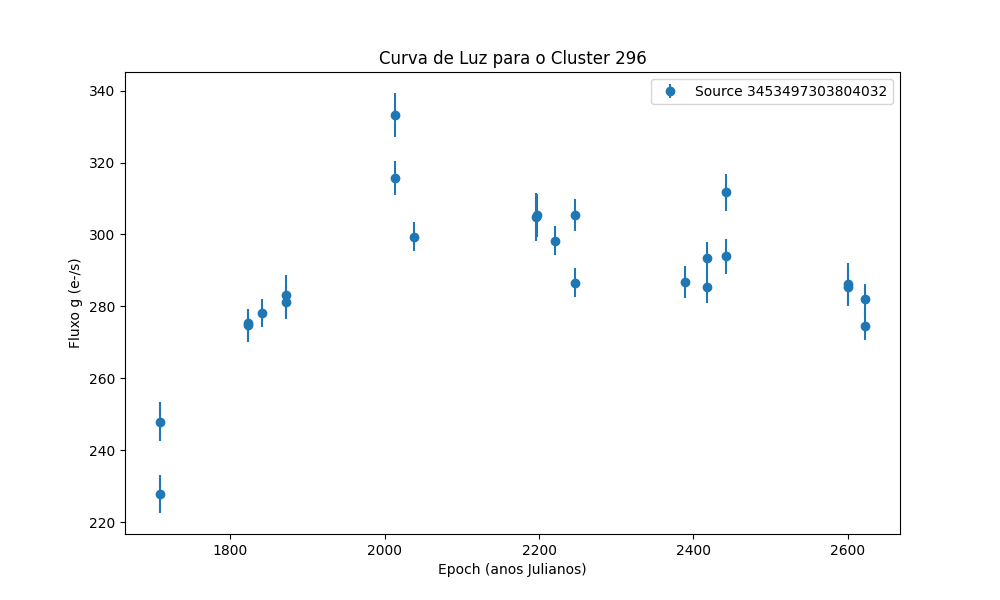 Curva de Luz para o Cluster 296
Source 3453497303804032
340
320
300
280
260
240
220
Fluxo g (e-/s)
1800 2000 2200 2400 2600
Epoch (anos Julianos)